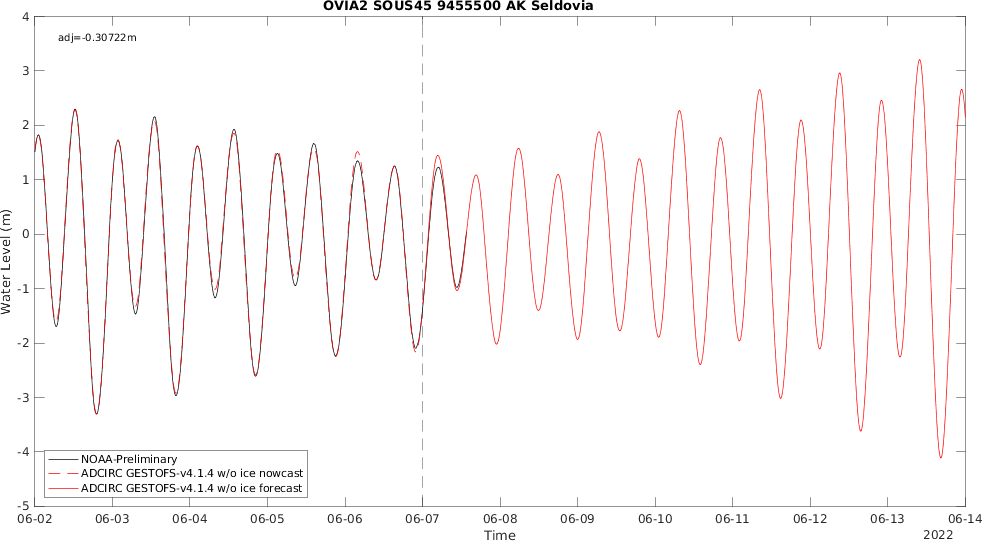 OVIA2 SOUS45 9455500 AK Seldovia
adj=-0.30722m
4
3
2
1
0
-1
-2
-3
-4
-5
Water Level (m)
NOAA-Preliminary
ADCIRC GESTOFS-v4.1.4 w/o ice nowcast
ADCIRC GESTOFS-v4.1.4 w/o ice forecast
06-02 06-03 06-04 06-05 06-06 06-07 06-08 06-09 06-10 06-11 06-12 06-13 06-14
Time
2022